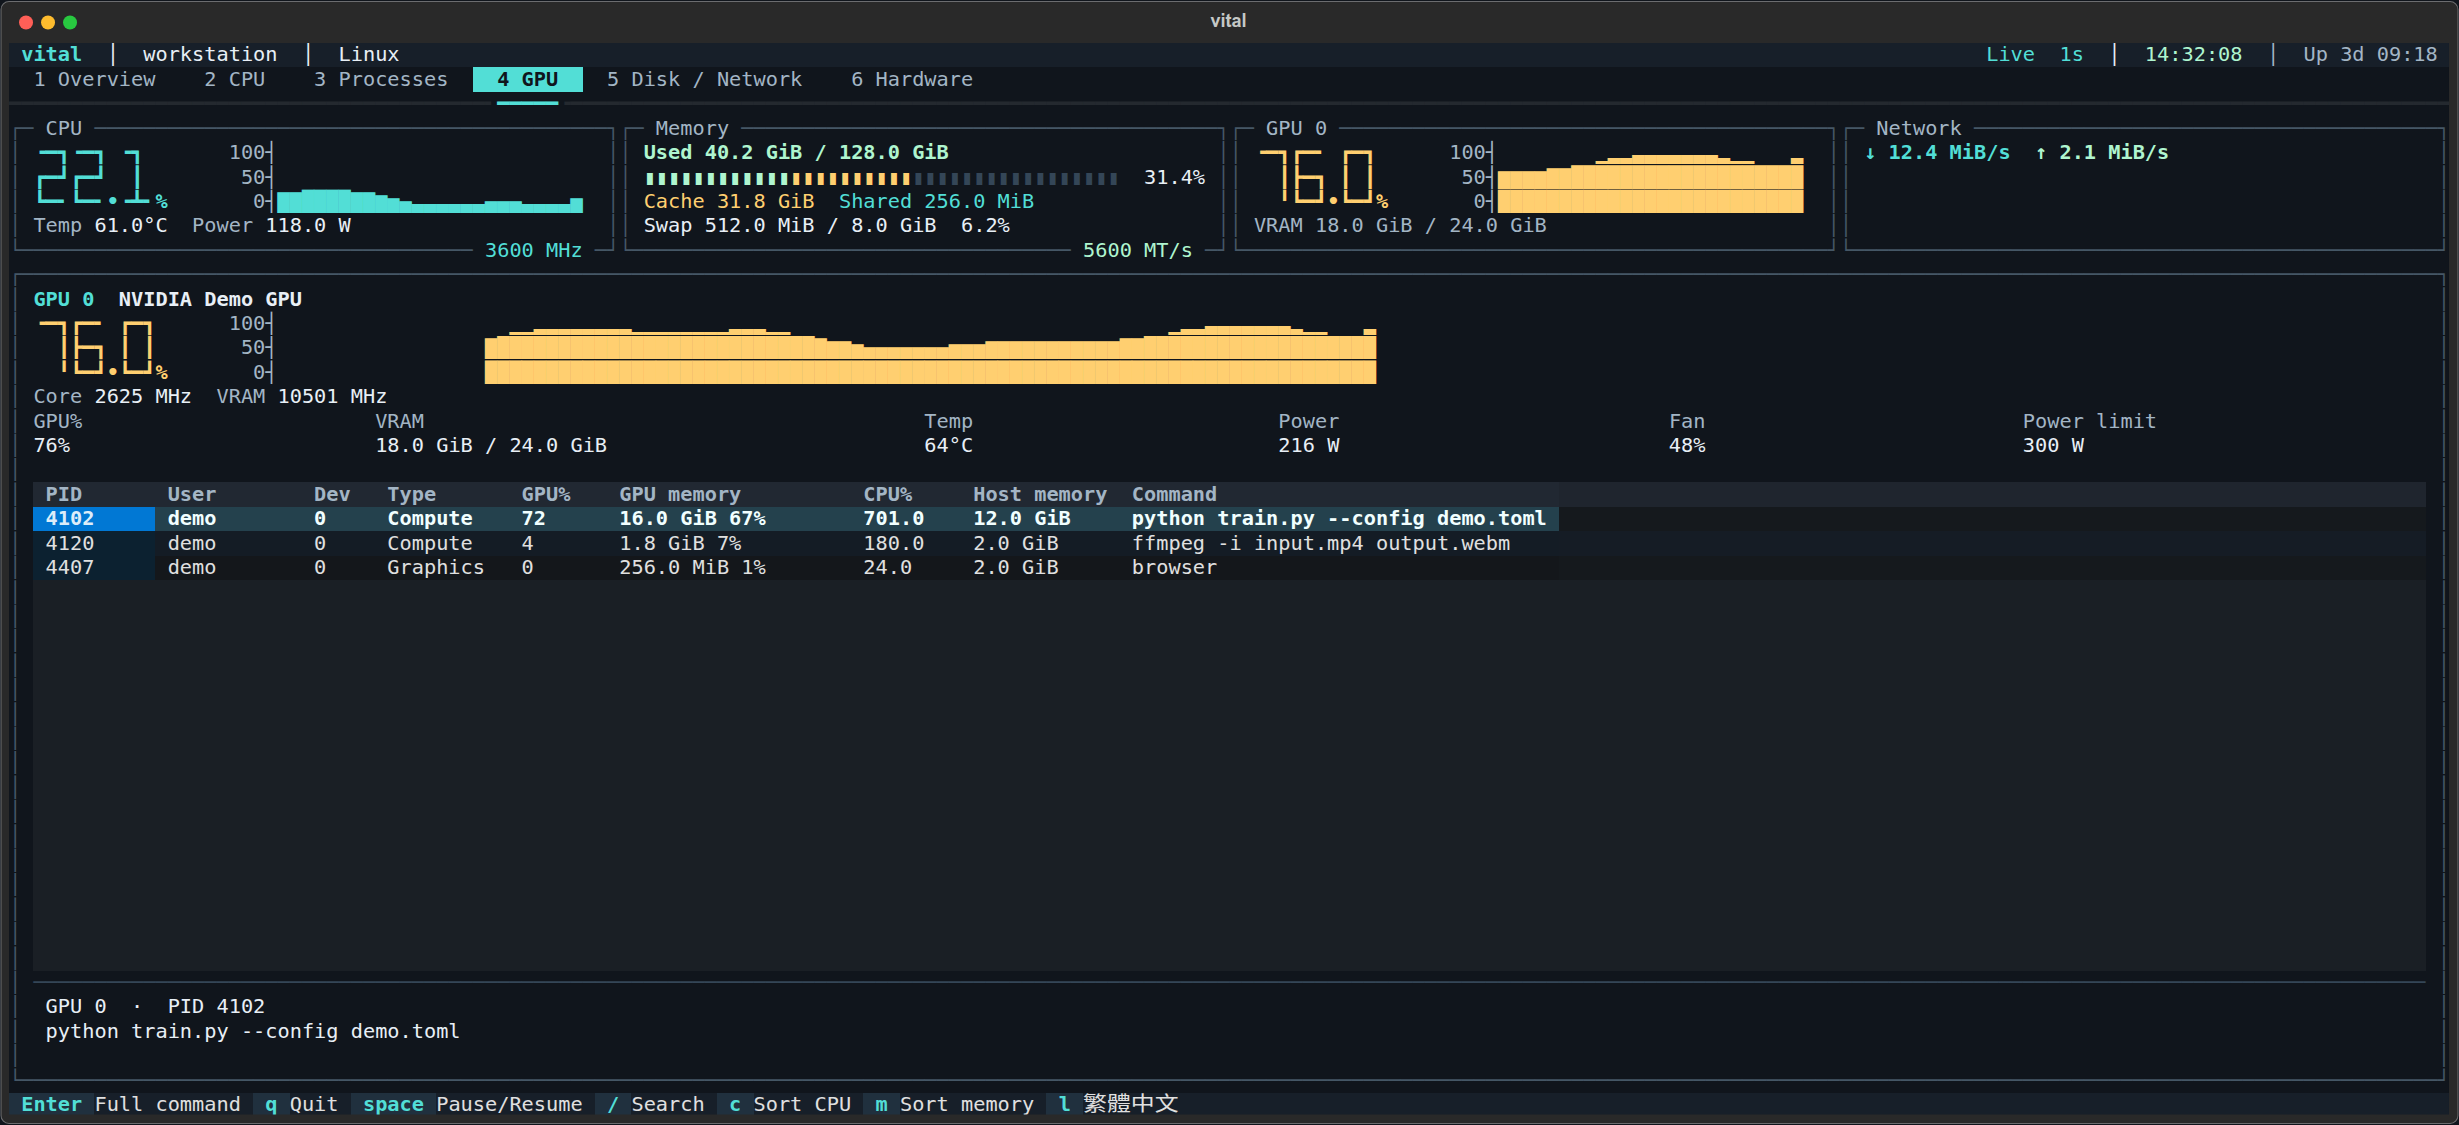 vital
vital │ workstation │ Linux Live 1s │ 14:32:08 │ Up 3d 09:18
1 Overview 2 CPU 3 Processes 4 GPU 5 Disk / Network 6 Hardware
CPU
22.1%
100
50
0
Temp 61.0°C Power 118.0 W
3600 MHz
Memory
Used 40.2 GiB / 128.0 GiB
31.4%
Cache 31.8 GiB Shared 256.0 MiB
Swap 512.0 MiB / 8.0 GiB 6.2%
5600 MT/s
GPU 0
76.0%
100
50
0
VRAM 18.0 GiB / 24.0 GiB
Network
↓ 12.4 MiB/s ↑ 2.1 MiB/s
GPU 0 NVIDIA Demo GPU
76.0%
100
50
0
Core 2625 MHz VRAM 10501 MHz
GPU% VRAM Temp Power Fan Power limit
76% 18.0 GiB / 24.0 GiB 64°C 216 W 48% 300 W
PID User Dev Type GPU% GPU memory CPU% Host memory Command
4102 demo 0 Compute 72 16.0 GiB 67% 701.0 12.0 GiB python train.py --config demo.toml
4120 demo 0 Compute 4 1.8 GiB 7% 180.0 2.0 GiB ffmpeg -i input.mp4 output.webm
4407 demo 0 Graphics 0 256.0 MiB 1% 24.0 2.0 GiB browser
GPU 0 · PID 4102
python train.py --config demo.toml
Enter Full command q Quit space Pause/Resume / Search c Sort CPU m Sort memory l 繁體中文